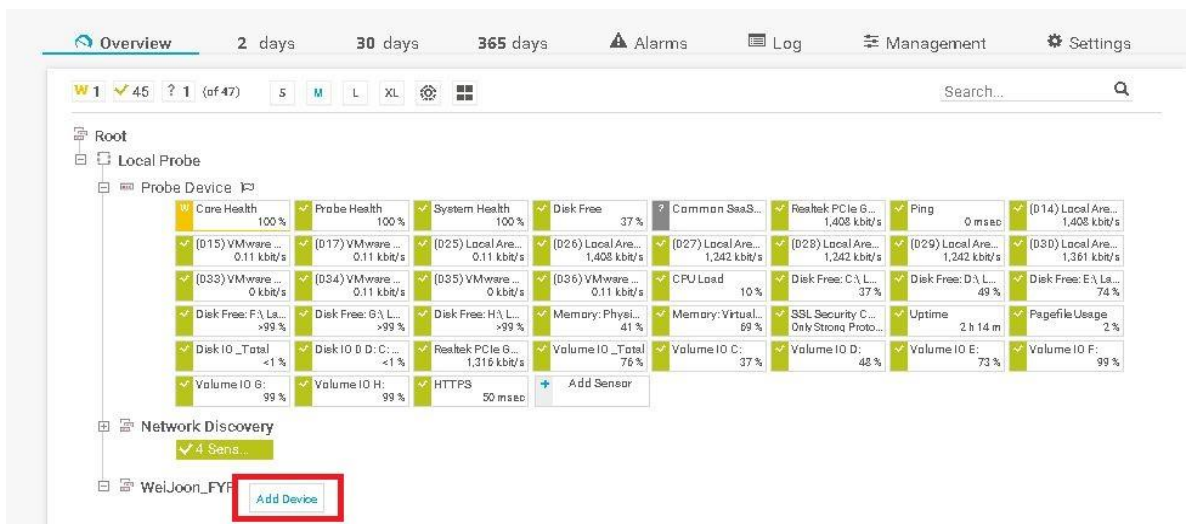 Overview 2 days 30 days 365 days Alarms Log Management Settings
W 1 45 ? 1 (of 47) S M L XL Search...
Root
Local Probe
Probe Device
W Core Health Probe Health System Health Disk Free ? Common SaaS... Realtek PCIe G... Ping (014) Local Are...
100 % 100 % 100 % 37 % 1,408 kbit/s 0 msec 1,408 kbit/s
(015) VMware ... (017) VMware ... (025) Local Are... (026) Local Are... (027) Local Are... (028) Local Are... (029) Local Are... (030) Local Are...
0.11 kbit/s 0.11 kbit/s 0.11 kbit/s 1,408 kbit/s 1,242 kbit/s 1,242 kbit/s 1,242 kbit/s 1,361 kbit/s
(033) VMware ... (034) VMware ... (035) VMware ... (036) VMware ... CPU Load Disk Free: C:\ L... Disk Free: D:\ L... Disk Free: E:\ La...
0 kbit/s 0.11 kbit/s 0 kbit/s 0.11 kbit/s 10 % 37 % 49 % 74 %
Disk Free: F:\ La... Disk Free: G:\ L... Disk Free: H:\ L... Memory: Physi... Memory: Virtual... SSL Security C... Uptime Pagefile Usage
>99 % >99 % >99 % 41 % 69 % Only Strong Proto... 2 h 14 m 2 %
Disk IO _Total Disk IO 0 D: C: ... Realtek PCIe G... Volume IO _Total Volume IO C: Volume IO D: Volume IO E: Volume IO F:
<1 % <1 % 1,316 kbit/s 76 % 37 % 48 % 73 % 99 %
Volume IO G: Volume IO H: HTTPS + Add Sensor
99 % 99 % 50 msec
Network Discovery
4 Sens...
WeiJoon_FYP
Add Device